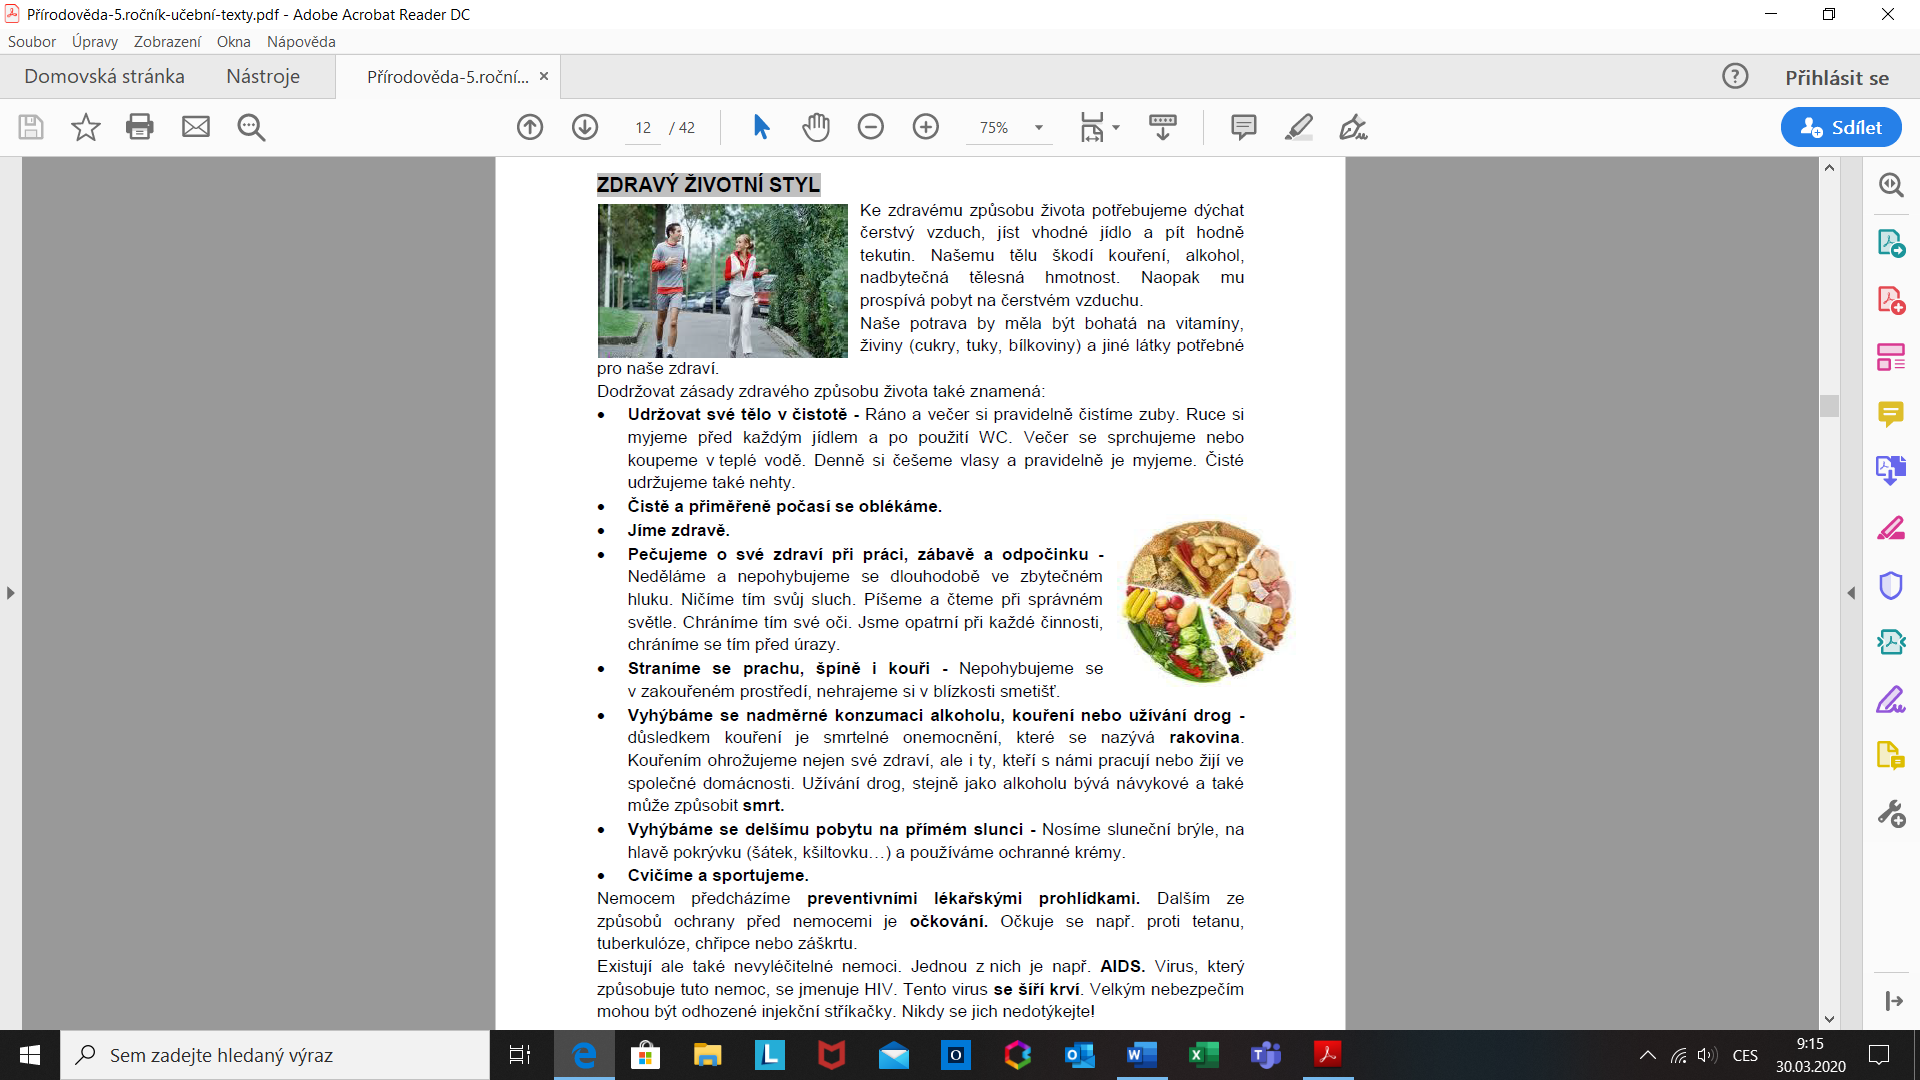 Přírodověda-5.ročník-učební-texty.pdf - Adobe Acrobat Reader DC
Soubor Úpravy Zobrazení Okna Nápověda
Domovská stránka Nástroje Přírodověda-5.roční... × Přihlásit se
12 / 42 75% Sdílet
ZDRAVÝ ŽIVOTNÍ STYL
Ke zdravému způsobu života potřebujeme dýchat
čerstvý vzduch, jíst vhodné jídlo a pít hodně
tekutin. Našemu tělu škodí kouření, alkohol,
nadbytečná tělesná hmotnost. Naopak mu
prospívá pobyt na čerstvém vzduchu.
Naše potrava by měla být bohatá na vitamíny,
živiny (cukry, tuky, bílkoviny) a jiné látky potřebné
pro naše zdraví.
Dodržovat zásady zdravého způsobu života také znamená:
• Udržovat své tělo v čistotě - Ráno a večer si pravidelně čistíme zuby. Ruce si
myjeme před každým jídlem a po použití WC. Večer se sprchujeme nebo
koupeme v teplé vodě. Denně si češeme vlasy a pravidelně je myjeme. Čisté
udržujeme také nehty.
• Čistě a přiměřeně počasí se oblékáme.
• Jíme zdravě.
• Pečujeme o své zdraví při práci, zábavě a odpočinku -
Neděláme a nepohybujeme se dlouhodobě ve zbytečném
hluku. Ničíme tím svůj sluch. Píšeme a čteme při správném
světle. Chráníme tím své oči. Jsme opatrní při každé činnosti,
chráníme se tím před úrazy.
• Straníme se prachu, špíně i kouři - Nepohybujeme se
v zakouřeném prostředí, nehrajeme si v blízkosti smetišť.
• Vyhýbáme se nadměrné konzumaci alkoholu, kouření nebo užívání drog -
důsledkem kouření je smrtelné onemocnění, které se nazývá rakovina.
Kouřením ohrožujeme nejen své zdraví, ale i ty, kteří s námi pracují nebo žijí ve
společné domácnosti. Užívání drog, stejně jako alkoholu bývá návykové a také
může způsobit smrt.
• Vyhýbáme se delšímu pobytu na přímém slunci - Nosíme sluneční brýle, na
hlavě pokrývku (šátek, kšiltovku…) a používáme ochranné krémy.
• Cvičíme a sportujeme.
Nemocem předcházíme preventivními lékařskými prohlídkami. Dalším ze
způsobů ochrany před nemocemi je očkování. Očkuje se např. proti tetanu,
tuberkulóze, chřipce nebo záškrtu.
Existují ale také nevyléčitelné nemoci. Jednou z nich je např. AIDS. Virus, který
způsobuje tuto nemoc, se jmenuje HIV. Tento virus se šíří krví. Velkým nebezpečím
mohou být odhozené injekční stříkačky. Nikdy se jich nedotýkejte!
Sem zadejte hledaný výraz
CES
9:15
30.03.2020